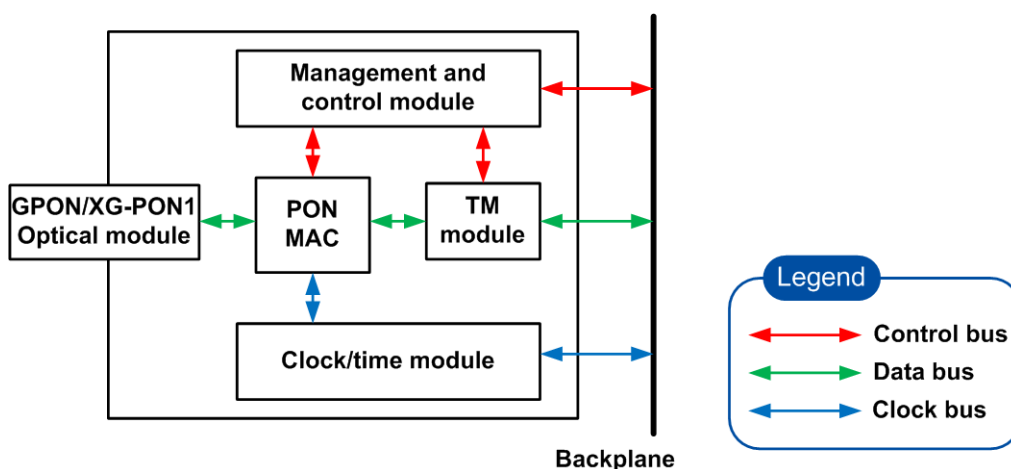 Management and
control module
GPON/XG-PON1
Optical module
PON
MAC
TM
module
Clock/time module
Backplane
Legend
Control bus
Data bus
Clock bus